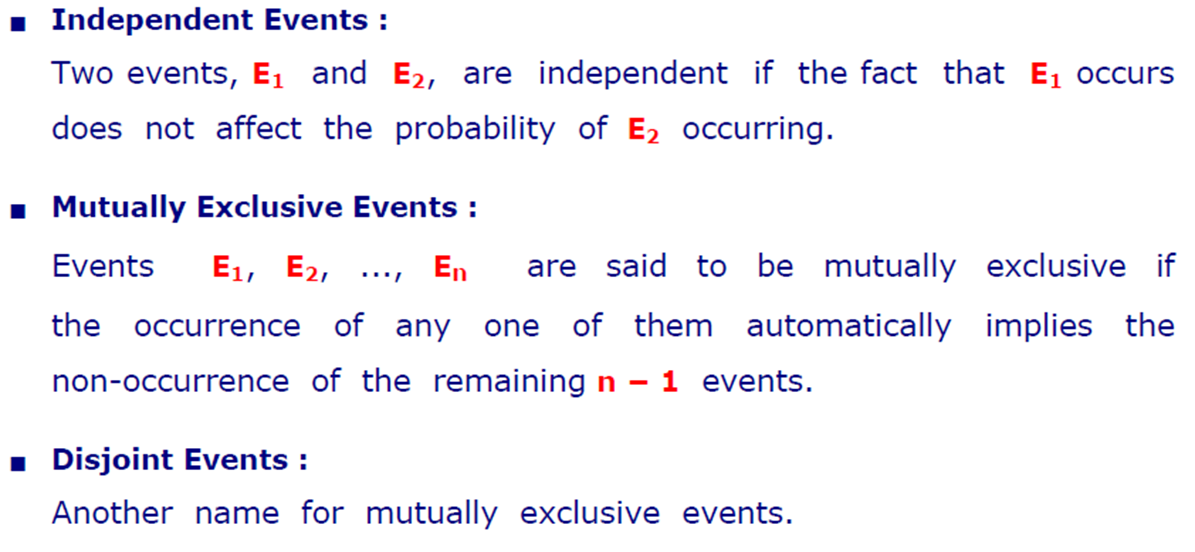 ▪ Independent Events :
Two events, E₁ and E₂, are independent if the fact that E₁ occurs
does not affect the probability of E₂ occurring.
▪ Mutually Exclusive Events :
Events E₁, E₂, ..., Eₙ are said to be mutually exclusive if
the occurrence of any one of them automatically implies the
non-occurrence of the remaining n – 1 events.
▪ Disjoint Events :
Another name for mutually exclusive events.